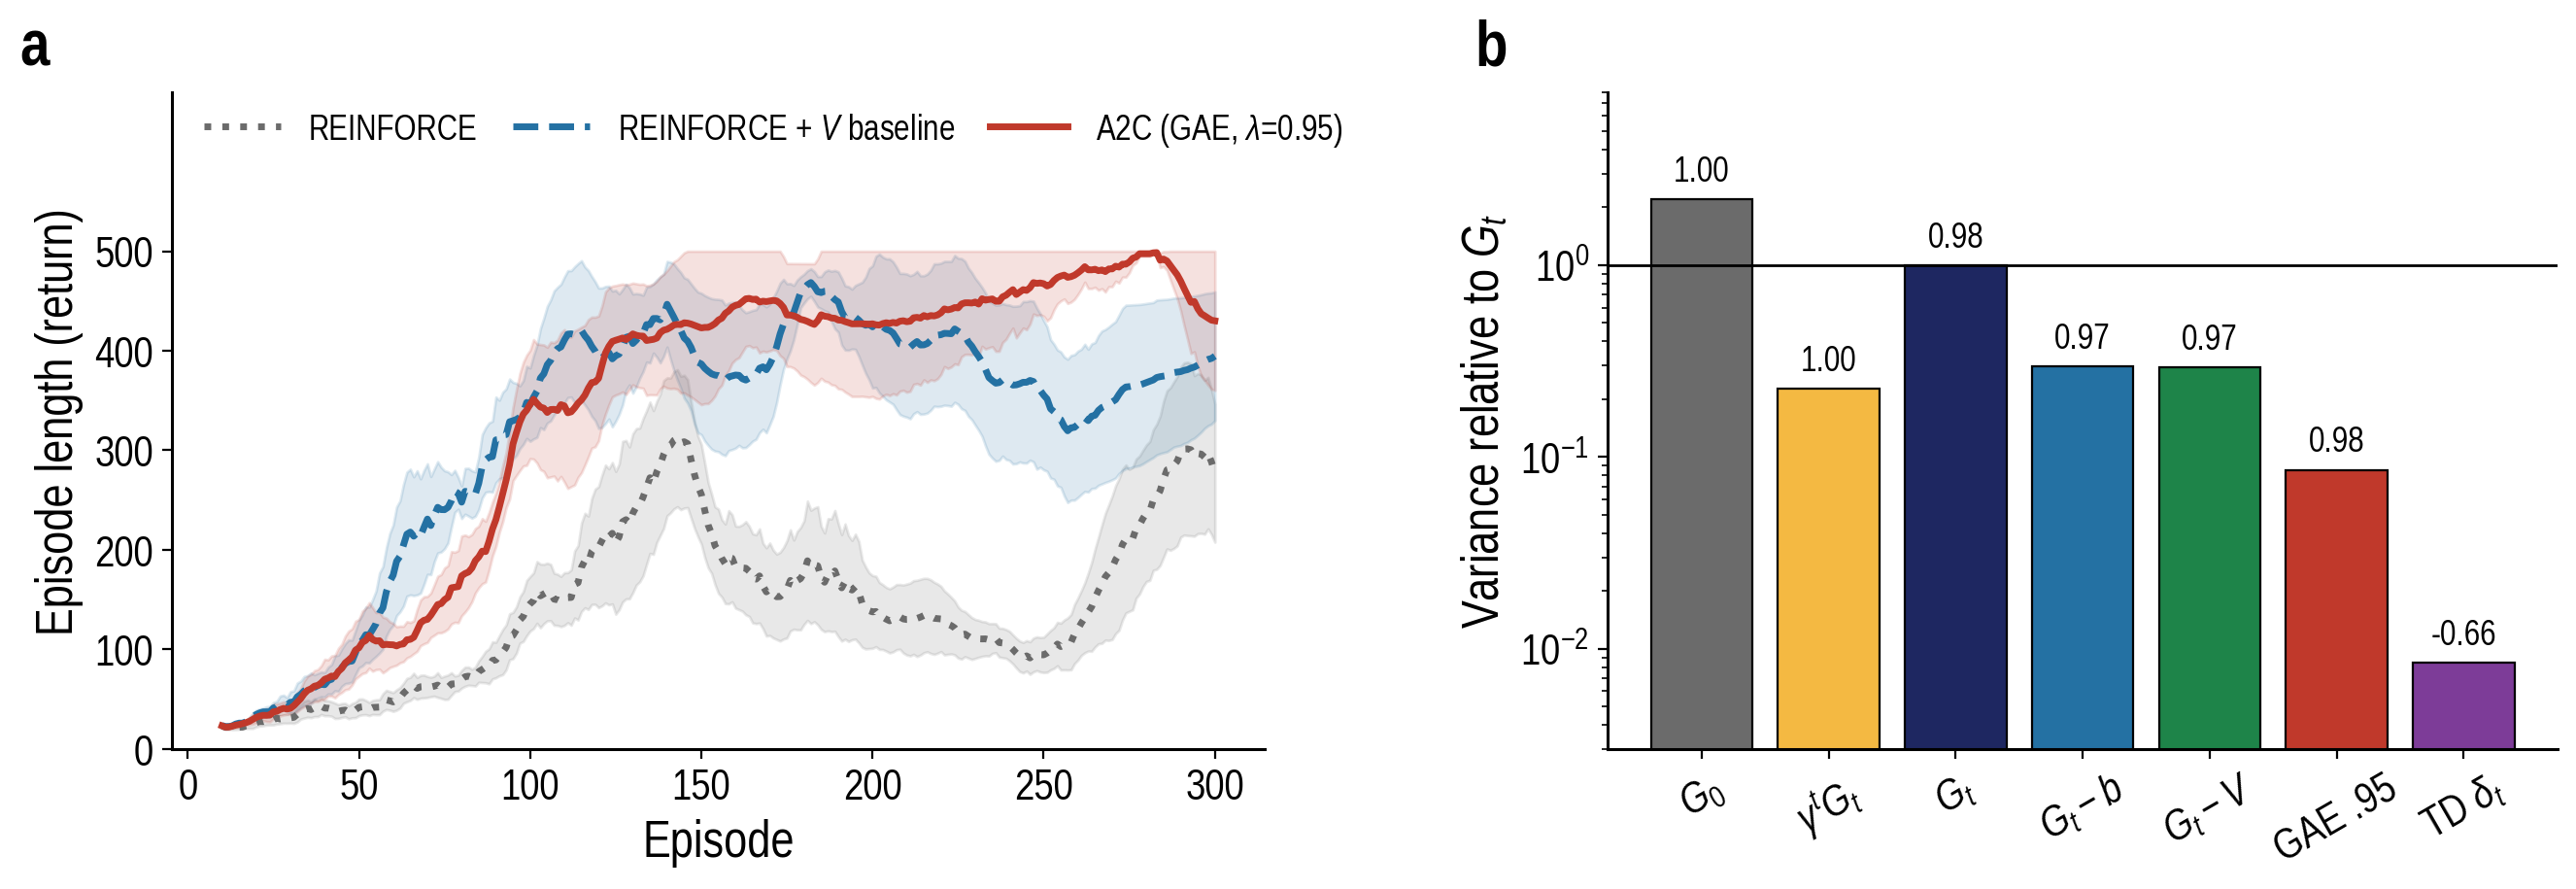 a
REINFORCE
REINFORCE + V baseline
A2C (GAE, λ=0.95)
Episode length (return)
500
400
300
200
100
0
0 50 100 150 200 250 300
Episode
b
Variance relative to Gₜ
10⁰
10⁻¹
10⁻²
1.00
1.00
0.98
0.97
0.97
0.98
-0.66
G₀
γᵗGₜ
Gₜ − b
Gₜ
Gₜ − V
GAE .95
TD δₜ